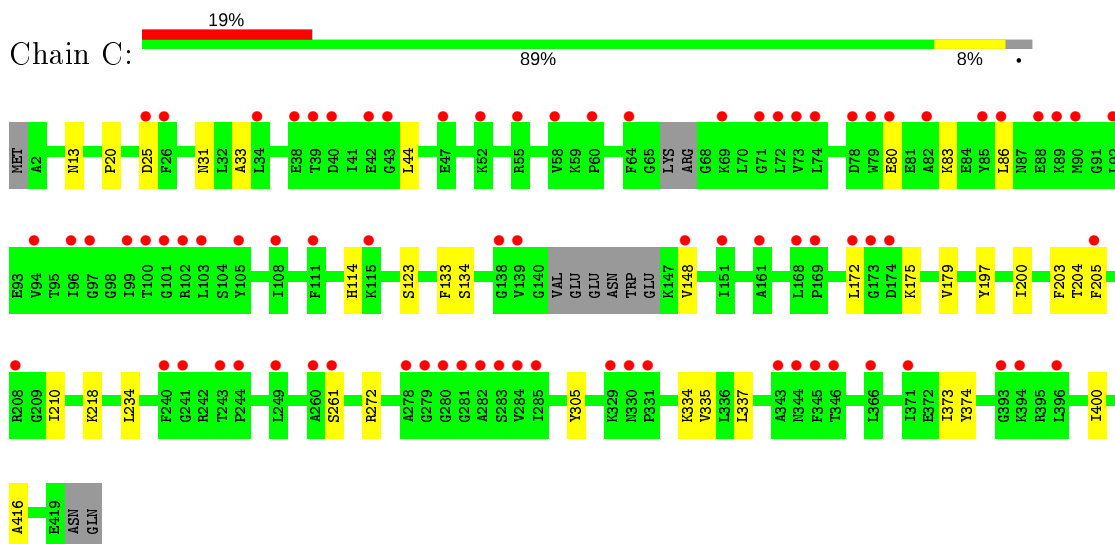 19%
Chain C:
89% 8% •
MET A2 N13 P20 D25 F26 N31 L32 A33 L34 E38 T39 D40 I41 E42 G43 L44 E47 K52 R55 V58 K59 P60 F64 G65 LYS ARG G68 K69 L70 G71 L72 V73 L74 D78 W79 E80 E81 A82 K83 E84 Y85 L86 N87 E88 K89 M90 G91
E93 V94 T95 I96 G97 G98 I99 T100 G101 R102 L103 S104 Y105 I108 F111 H114 K115 S123 F133 S134 G138 V139 G140 VAL GLU GLU ASN TRP GLU K147 V148 I151 A161 L168 P169 L172 G173 D174 K175 V179 Y197 I200 F203 T204 F205
R208 G209 I210 K218 L234 F240 G241 R242 T243 P244 L249 A260 S261 R272 A278 G279 G280 G281 A282 S283 V284 I285 Y305 K329 N330 P331 K334 V335 L336 L337 A343 N344 F345 T346 L366 I371 E372 I373 Y374 G393 K394 R395 L396 I400
A416 E419 ASN GLN